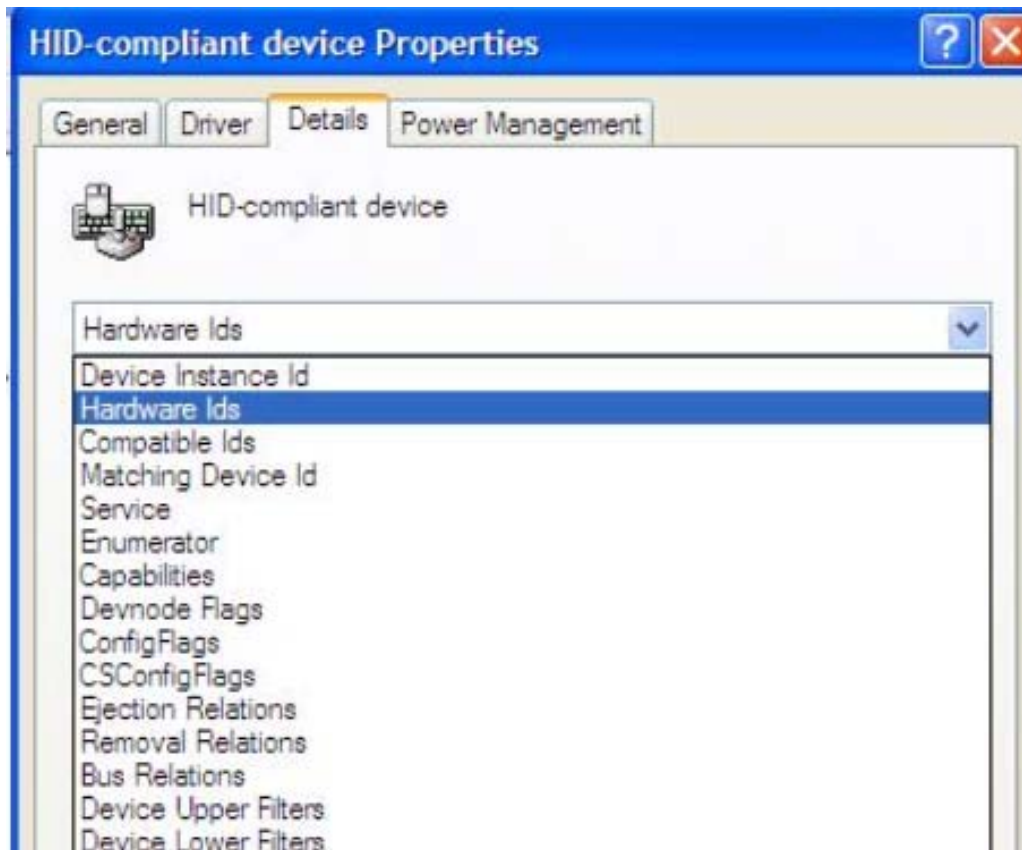 HID-compliant device Properties
?
General Driver Details Power Management
HID-compliant device
Hardware Ids
Device Instance Id
Hardware Ids
Compatible Ids
Matching Device Id
Service
Enumerator
Capabilities
Devnode Flags
ConfigFlags
CSConfigFlags
Ejection Relations
Removal Relations
Bus Relations
Device Upper Filters
Device Lower Filters